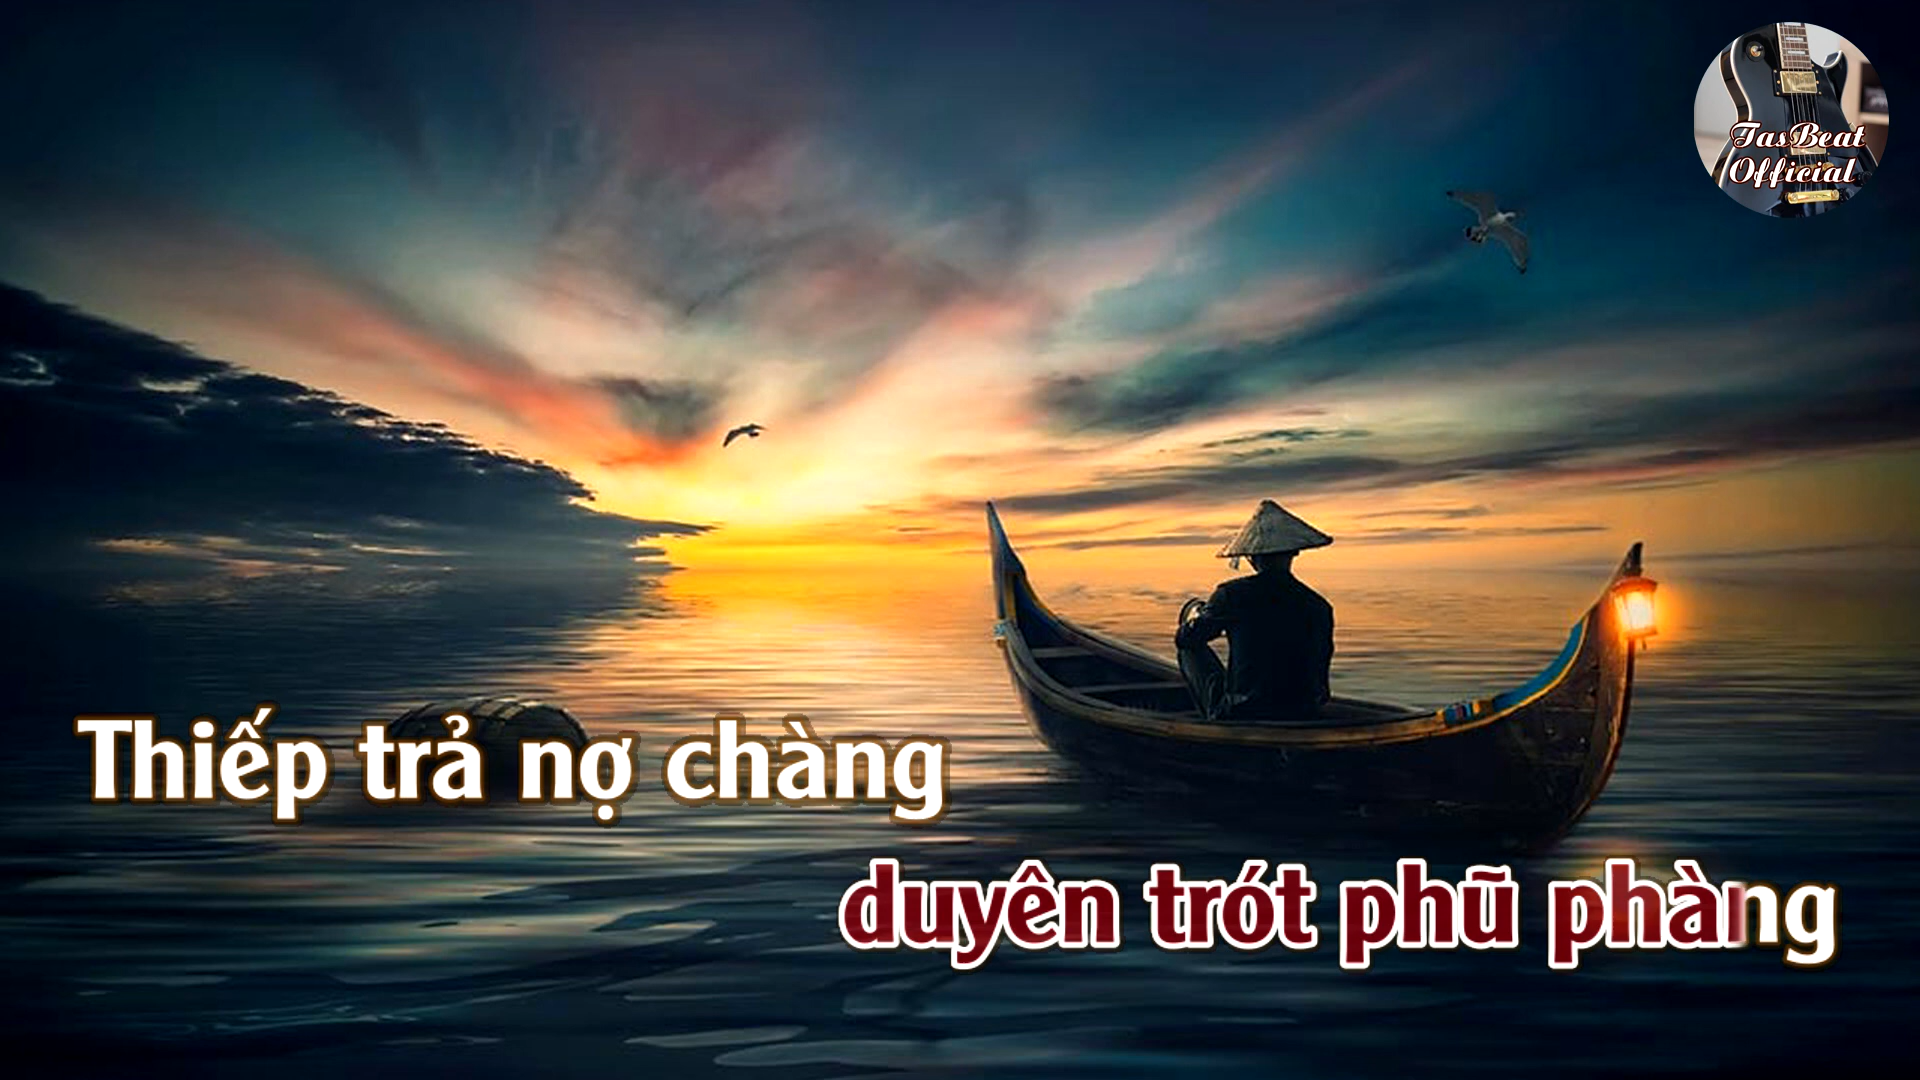 TasBeat
Official
Thiếp trả nợ chàng
duyên trót phũ phàng